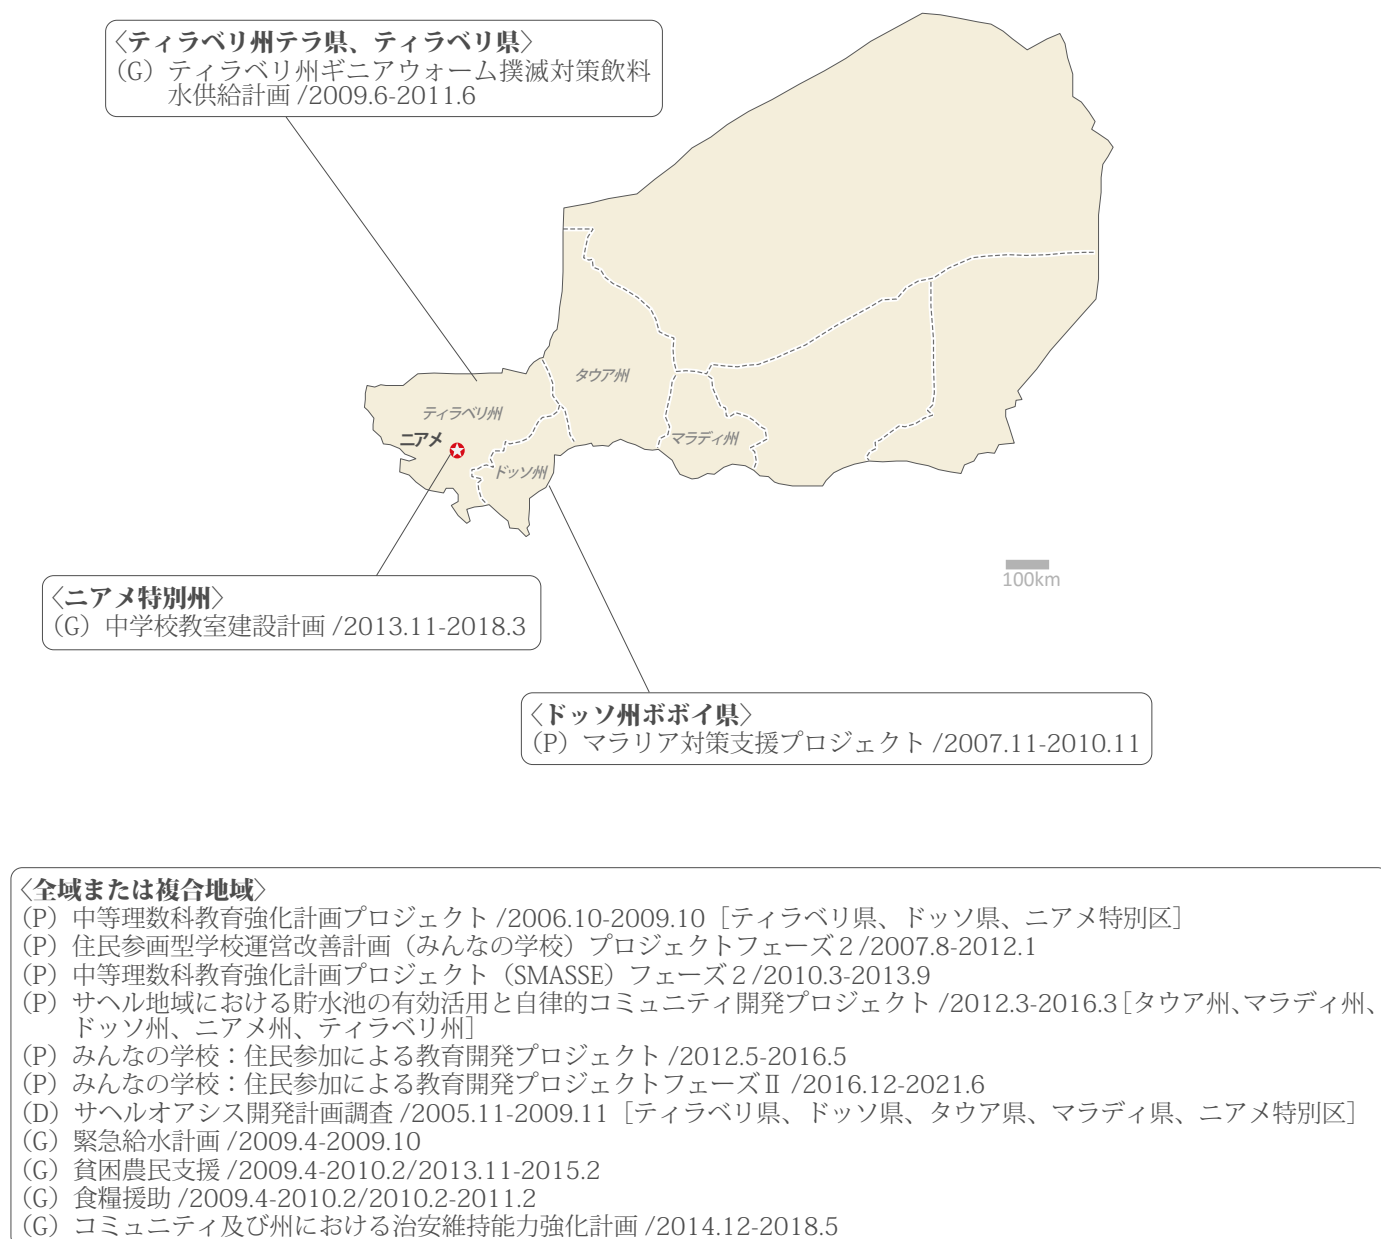 〈ティラベリ州テラ県、ティラベリ県〉
(G) ティラベリ州ギニアウォーム撲滅対策飲料
水供給計画 /2009.6-2011.6
タウア州
ティラベリ州
ニアメ
マラディ州
ドッソ州
100km
〈ニアメ特別州〉
(G) 中学校教室建設計画 /2013.11-2018.3
〈ドッソ州ボボイ県〉
(P) マラリア対策支援プロジェクト /2007.11-2010.11
〈全域または複合地域〉
(P) 中等理数科教育強化計画プロジェクト /2006.10-2009.10［ティラベリ県、ドッソ県、ニアメ特別区］
(P) 住民参画型学校運営改善計画（みんなの学校）プロジェクトフェーズ２/2007.8-2012.1
(P) 中等理数科教育強化計画プロジェクト（SMASSE）フェーズ２/2010.3-2013.9
(P) サヘル地域における貯水池の有効活用と自律的コミュニティ開発プロジェクト /2012.3-2016.3［タウア州、マラディ州、
ドッソ州、ニアメ州、ティラベリ州］
(P) みんなの学校：住民参加による教育開発プロジェクト /2012.5-2016.5
(P) みんなの学校：住民参加による教育開発プロジェクトフェーズⅡ /2016.12-2021.6
(D) サヘルオアシス開発計画調査 /2005.11-2009.11［ティラベリ県、ドッソ県、タウア県、マラディ県、ニアメ特別区］
(G) 緊急給水計画 /2009.4-2009.10
(G) 貧困農民支援 /2009.4-2010.2/2013.11-2015.2
(G) 食糧援助 /2009.4-2010.2/2010.2-2011.2
(G) コミュニティ及び州における治安維持能力強化計画 /2014.12-2018.5